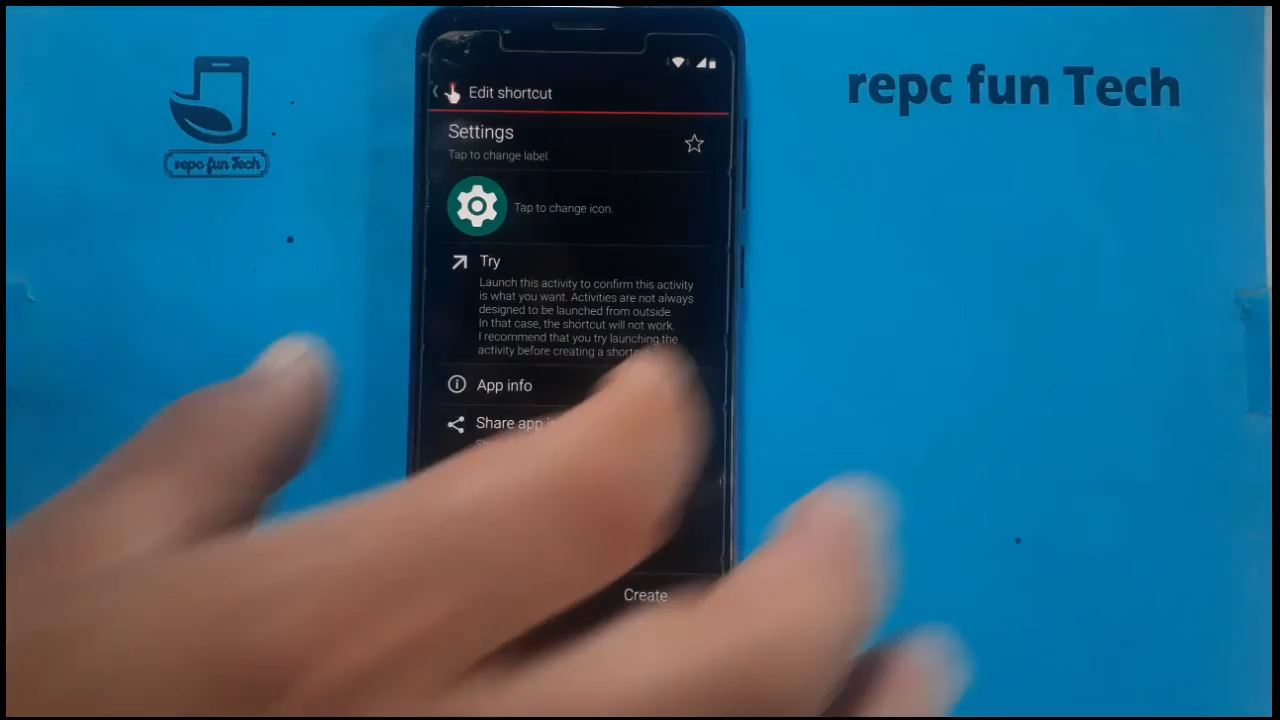 repc fun Tech
repc fun Tech
Edit shortcut
Settings
Tap to change label.
Tap to change icon.
Try
Launch this activity to confirm this activity
is what you want. Activities are not always
designed to be launched from outside.
In that case, the shortcut will not work.
I recommend that you try launching the
activity before creating a
App info
Share app
Create